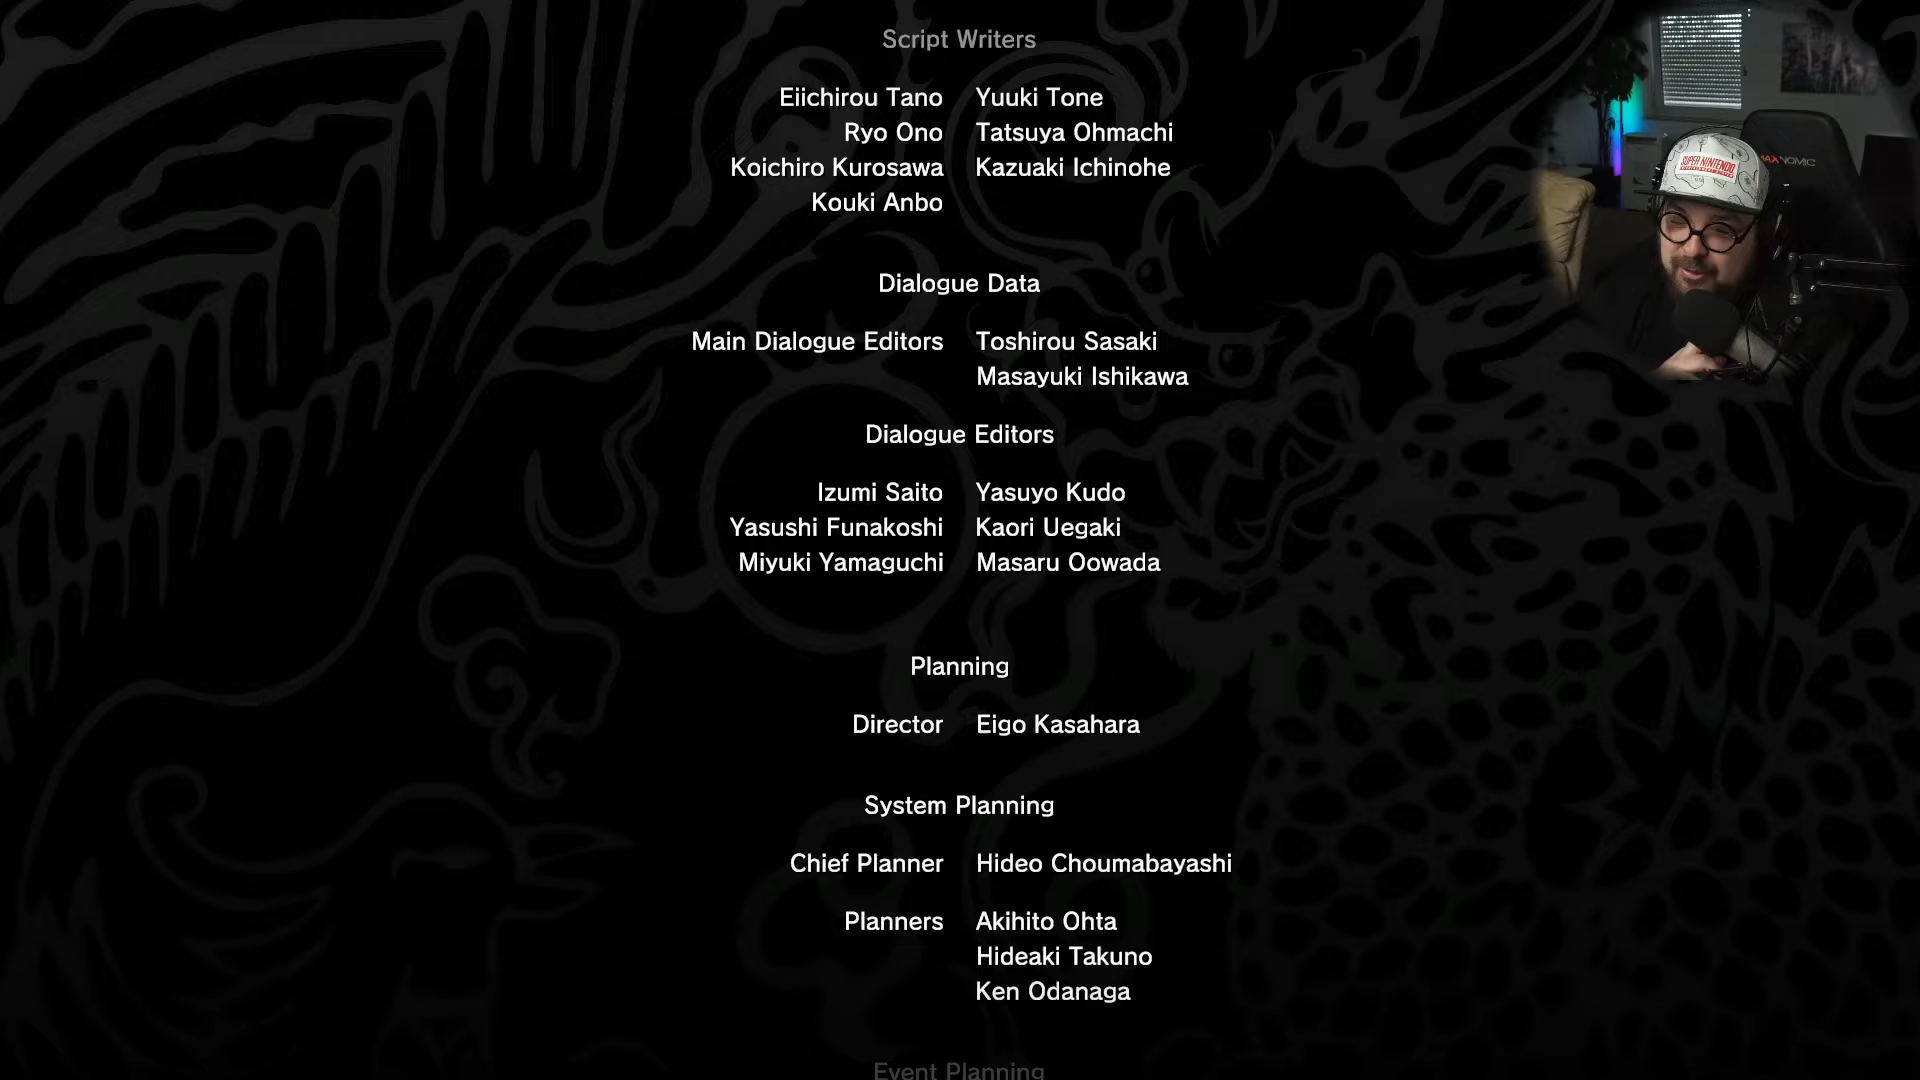 Script Writers
Eiichirou Tano Yuuki Tone
Ryo Ono Tatsuya Ohmachi
Koichiro Kurosawa Kazuaki Ichinohe
Kouki Anbo
Dialogue Data
Main Dialogue Editors Toshirou Sasaki
Masayuki Ishikawa
Dialogue Editors
Izumi Saito Yasuyo Kudo
Yasushi Funakoshi Kaori Uegaki
Miyuki Yamaguchi Masaru Oowada
Planning
Director Eigo Kasahara
System Planning
Chief Planner Hideo Choumabayashi
Planners Akihito Ohta
Hideaki Takuno
Ken Odanaga
Event Planning
SUPER NINTENDO